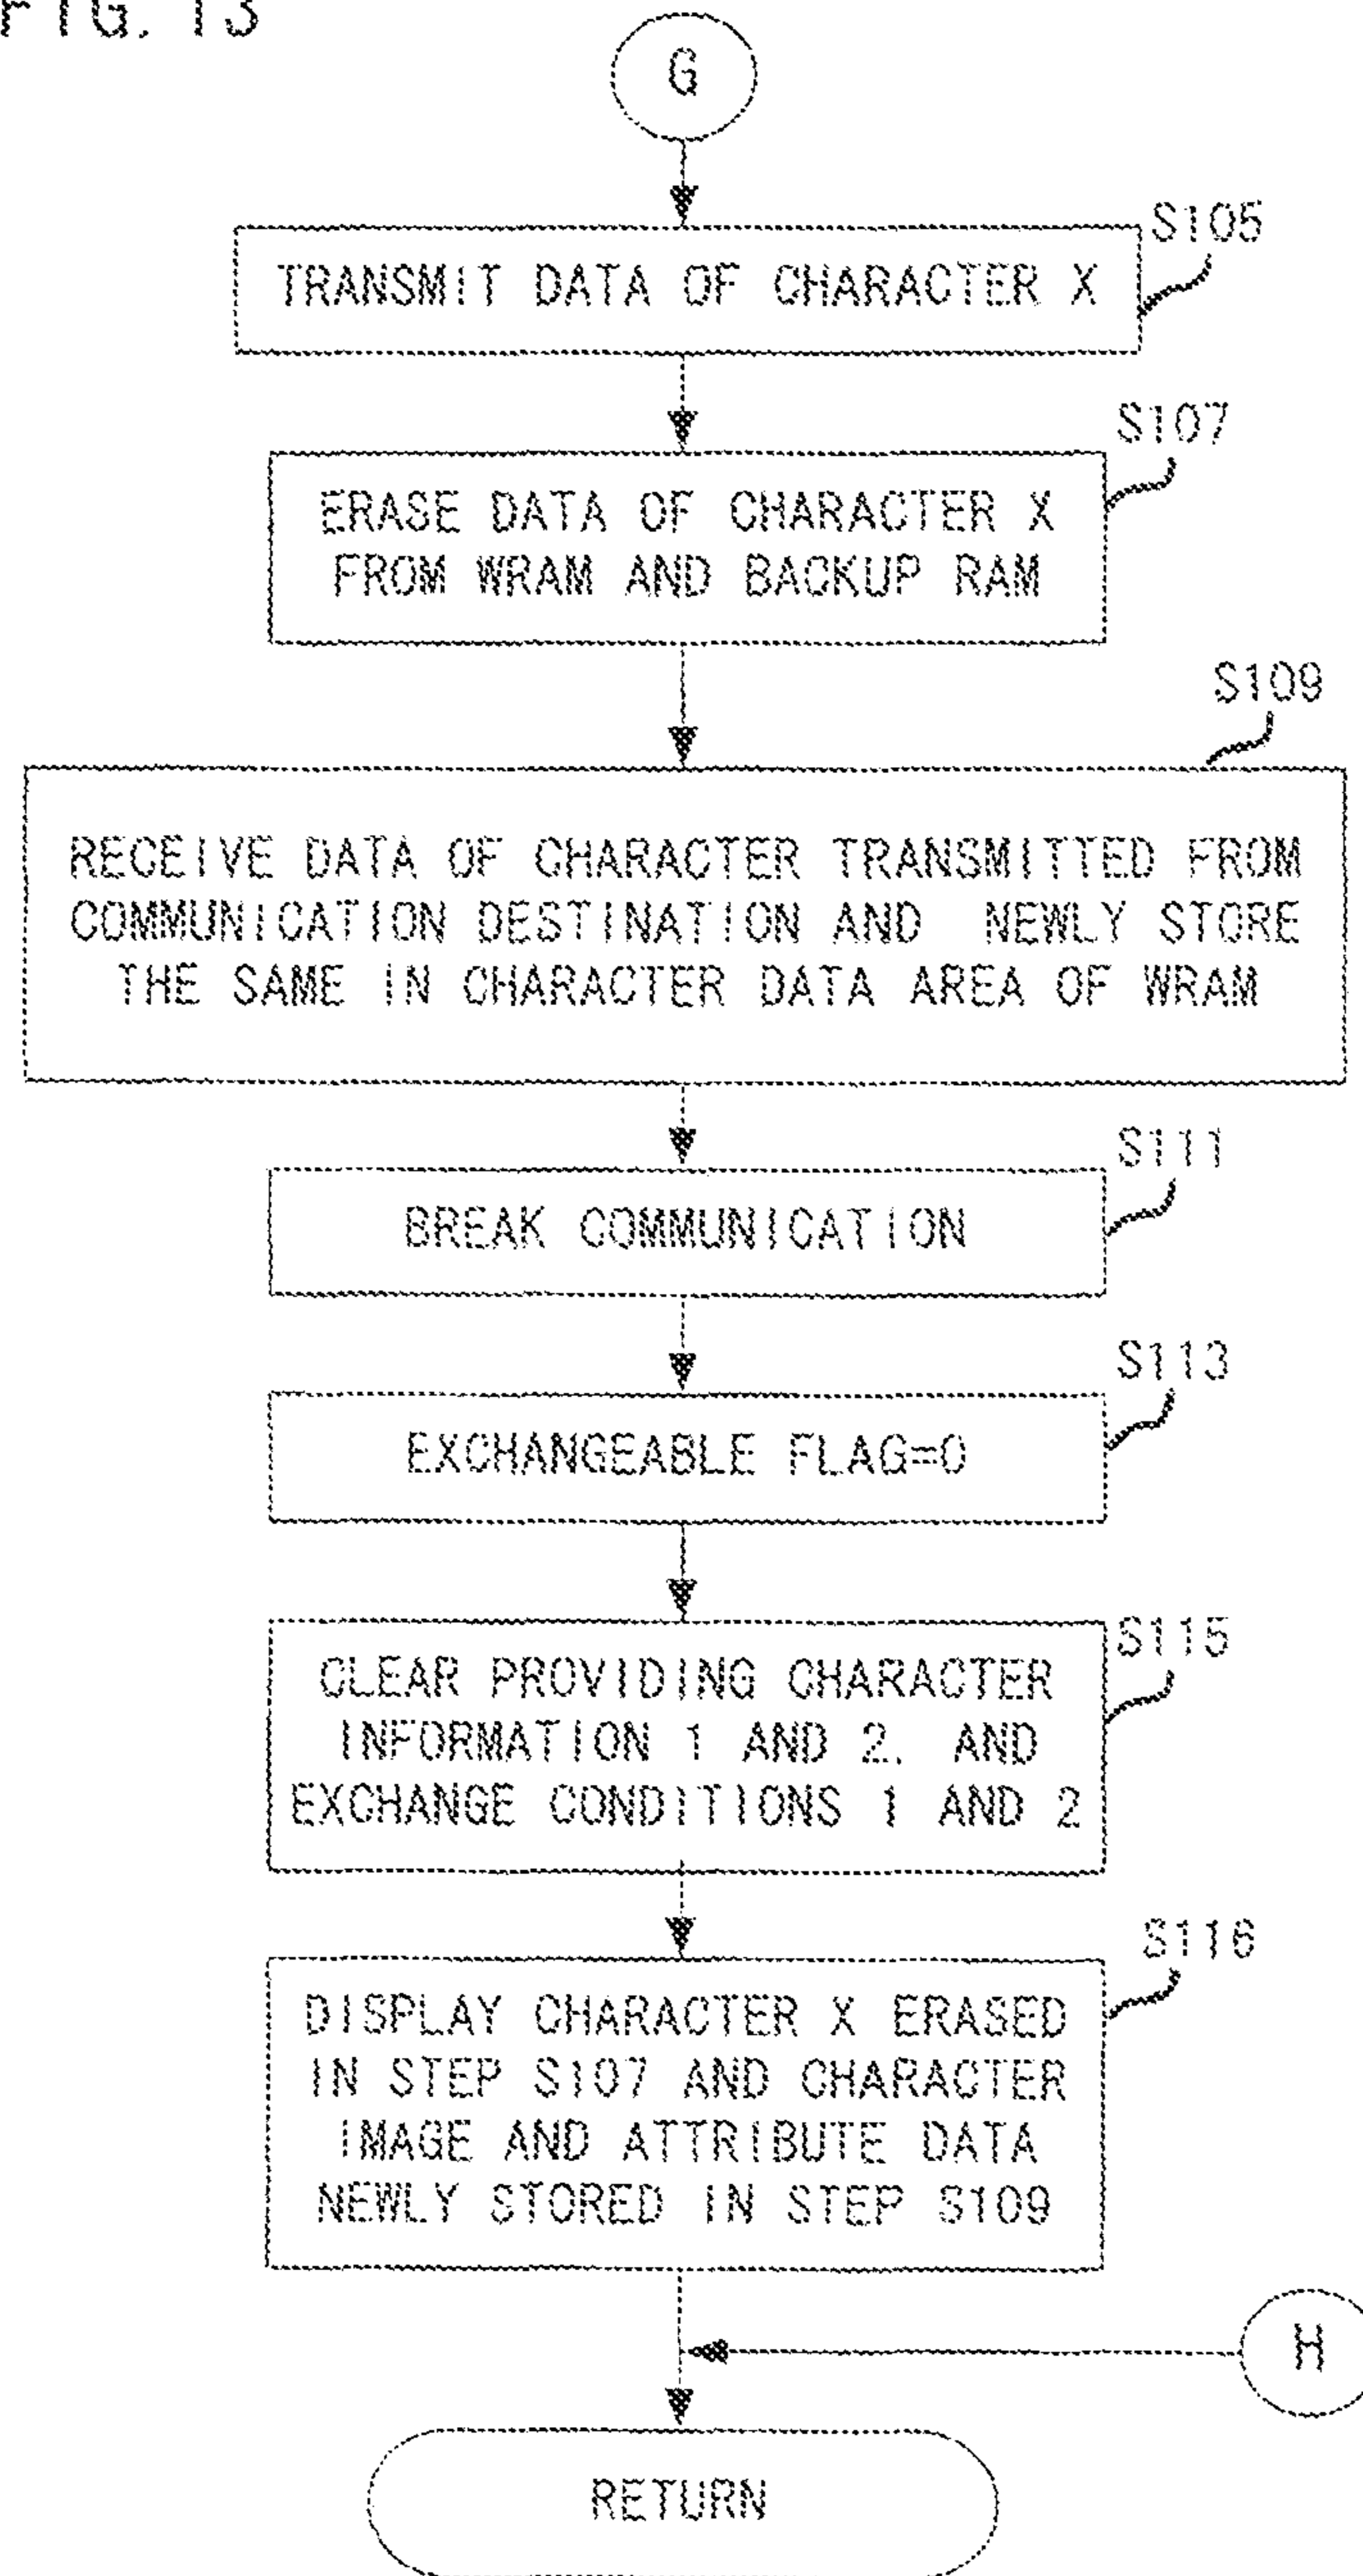 FIG. 13
G
S105
TRANSMIT DATA OF CHARACTER X
S107
ERASE DATA OF CHARACTER X
FROM WRAM AND BACKUP RAM
S109
RECEIVE DATA OF CHARACTER TRANSMITTED FROM
COMMUNICATION DESTINATION AND NEWLY STORE
THE SAME IN CHARACTER DATA AREA OF WRAM
S111
BREAK COMMUNICATION
S113
EXCHANGEABLE FLAG=0
S115
CLEAR PROVIDING CHARACTER
INFORMATION 1 AND 2. AND
EXCHANGE CONDITIONS 1 AND 2
S116
DISPLAY CHARACTER X ERASED
IN STEP S107 AND CHARACTER
IMAGE AND ATTRIBUTE DATA
NEWLY STORED IN STEP S109
H
RETURN